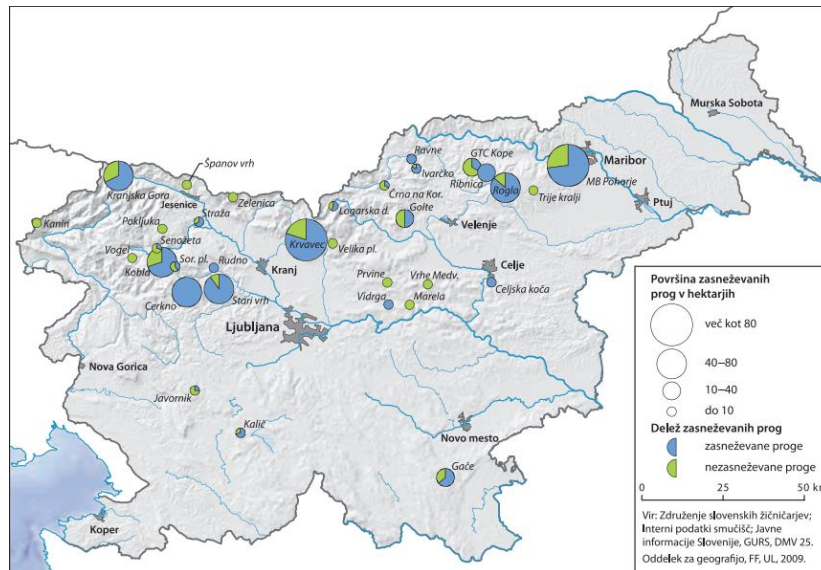 Murska Sobota
Ravne
GTC Kope
Ivarčko
Maribor
Španov vrh
Ribnica
MB Pohorje
Kranjska Gora
Črna na Kor.
Rogla
Jesenice
Zelenica
Trije kralji
Ptuj
Logarska d.
Golte
Straža
Pokljuka
Velenje
Kanin
Senožeta
Krvavec
Velika pl.
Vogel
Sor. pl.
Rudno
Kobla
Kranj
Celje
Prvine
Vrhe Medv.
Celjska koča
Cerkno
Stari vrh
Vidrga
Marela
Ljubljana
Nova Gorica
Javornik
Kalič
Novo mesto
Gače
Koper
Površina zasneževanih
prog v hektarjih
več kot 80
40–80
10–40
do 10
Delež zasneževanih prog
zasneževane proge
nezasneževane proge
0 25 50 km
Vir: Združenje slovenskih žičničarjev;
Interni podatki smučišč; Javne
informacije Slovenije, GURS, DMV 25.
Oddelek za geografijo, FF, UL, 2009.